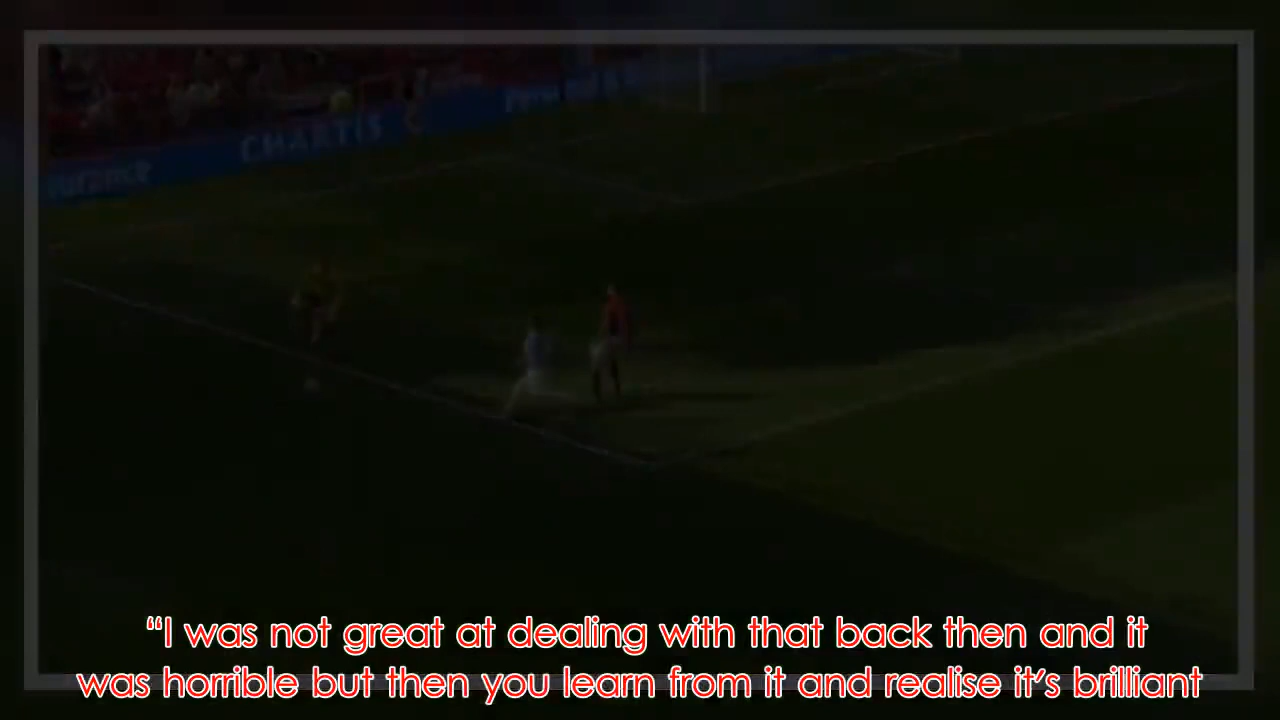 CHARTIS
“I was not great at dealing with that back then and it
was horrible but then you learn from it and realise it’s brilliant